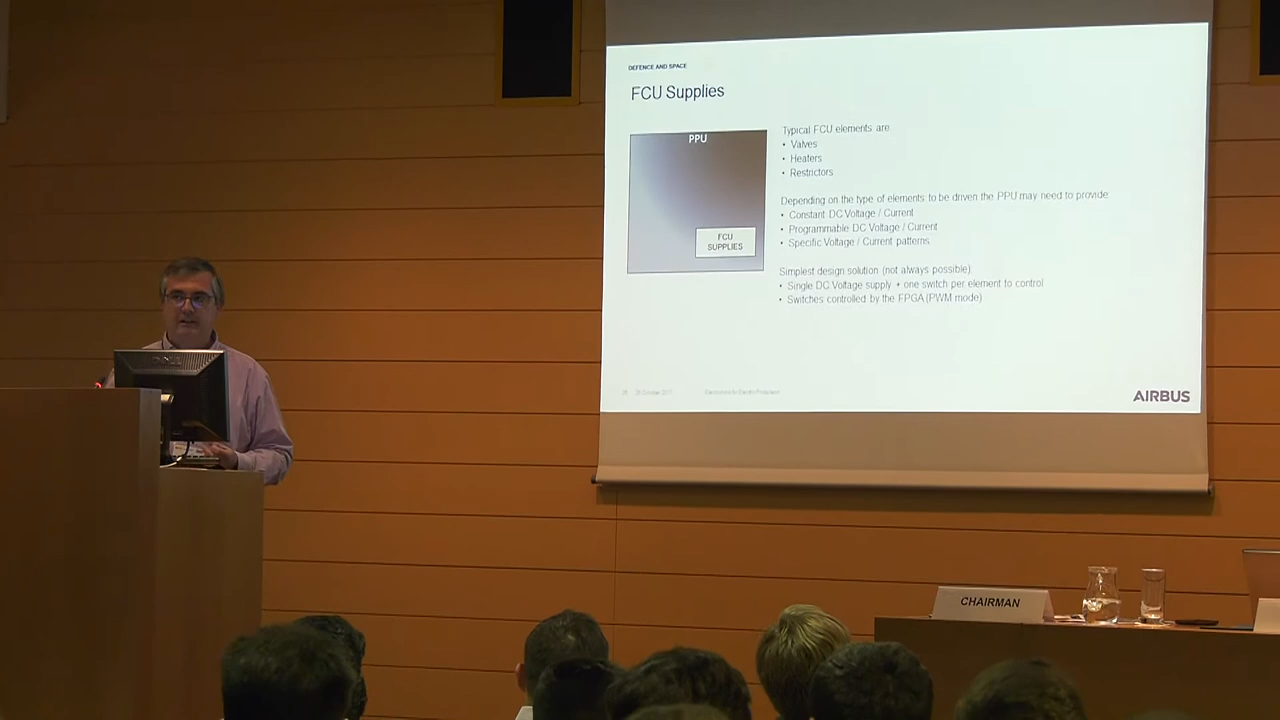 DEFENCE AND SPACE
FCU Supplies
PPU
FCU
SUPPLIES
Typical FCU elements are
• Valves
• Heaters
• Restrictors
Depending on the type of elements to be driven the PPU may need to provide
• Constant DC Voltage / Current
• Programmable DC Voltage / Current
• Specific Voltage / Current patterns
Simplest design solution (not always possible)
• Single DC Voltage supply + one switch per element to control
• Switches controlled by the FPGA (PWM mode)
AIRBUS
CHAIRMAN